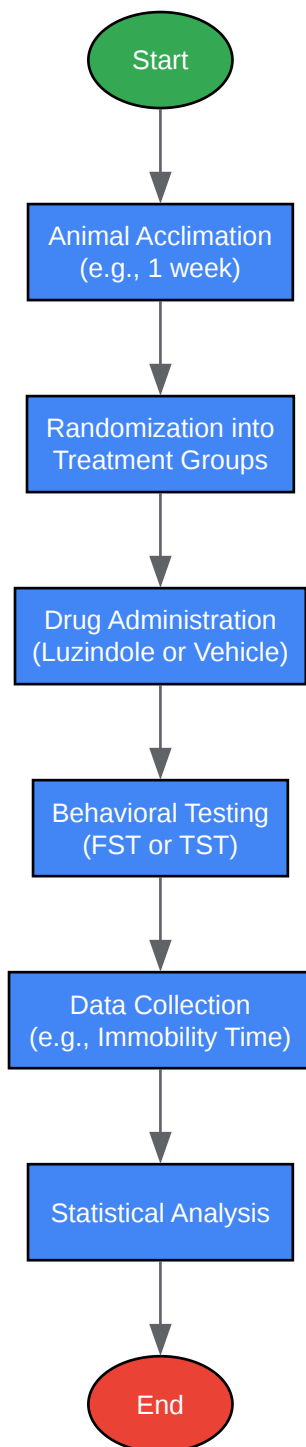 Start
Animal Acclimation
(e.g., 1 week)
Randomization into
Treatment Groups
Drug Administration
(Luzindole or Vehicle)
Behavioral Testing
(FST or TST)
Data Collection
(e.g., Immobility Time)
Statistical Analysis
End